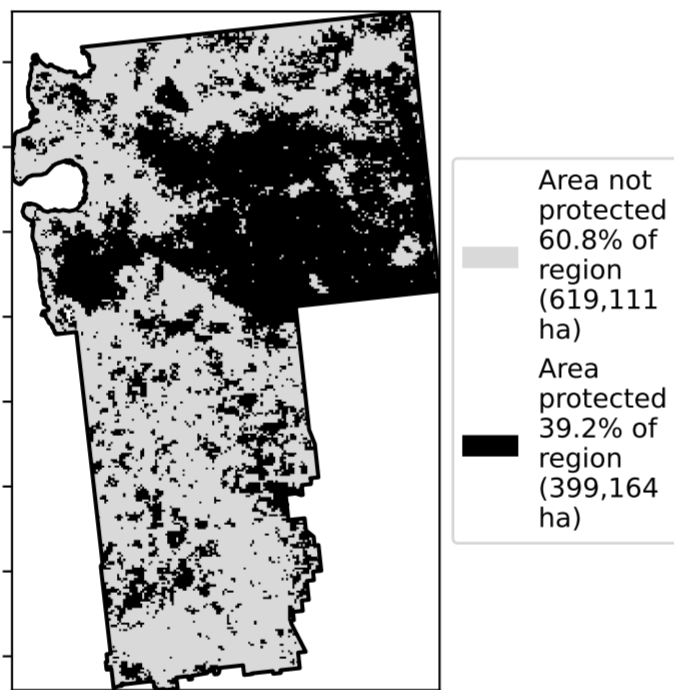 Area not
protected
60.8% of
region
(619,111
ha)
Area
protected
39.2% of
region
(399,164
ha)